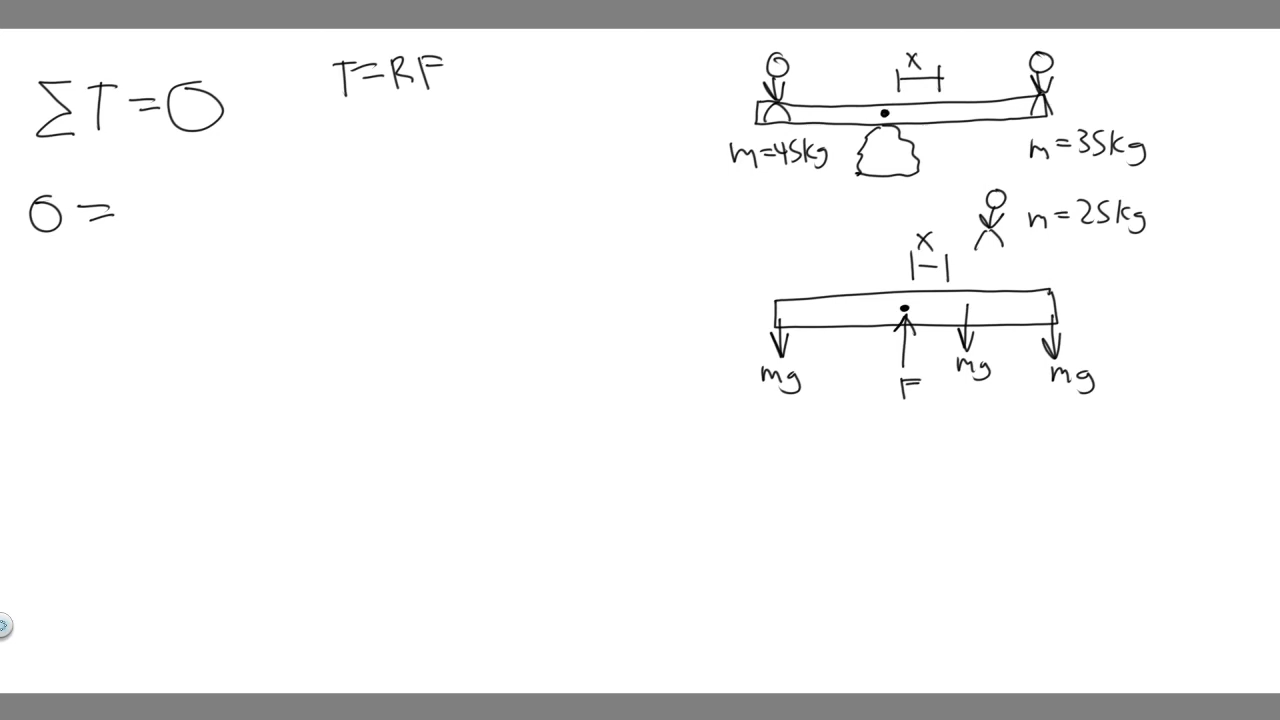 ΣT=0
T=RF
0=
x
m=45kg
m=35kg
m=25kg
x
mg
F
mg
mg